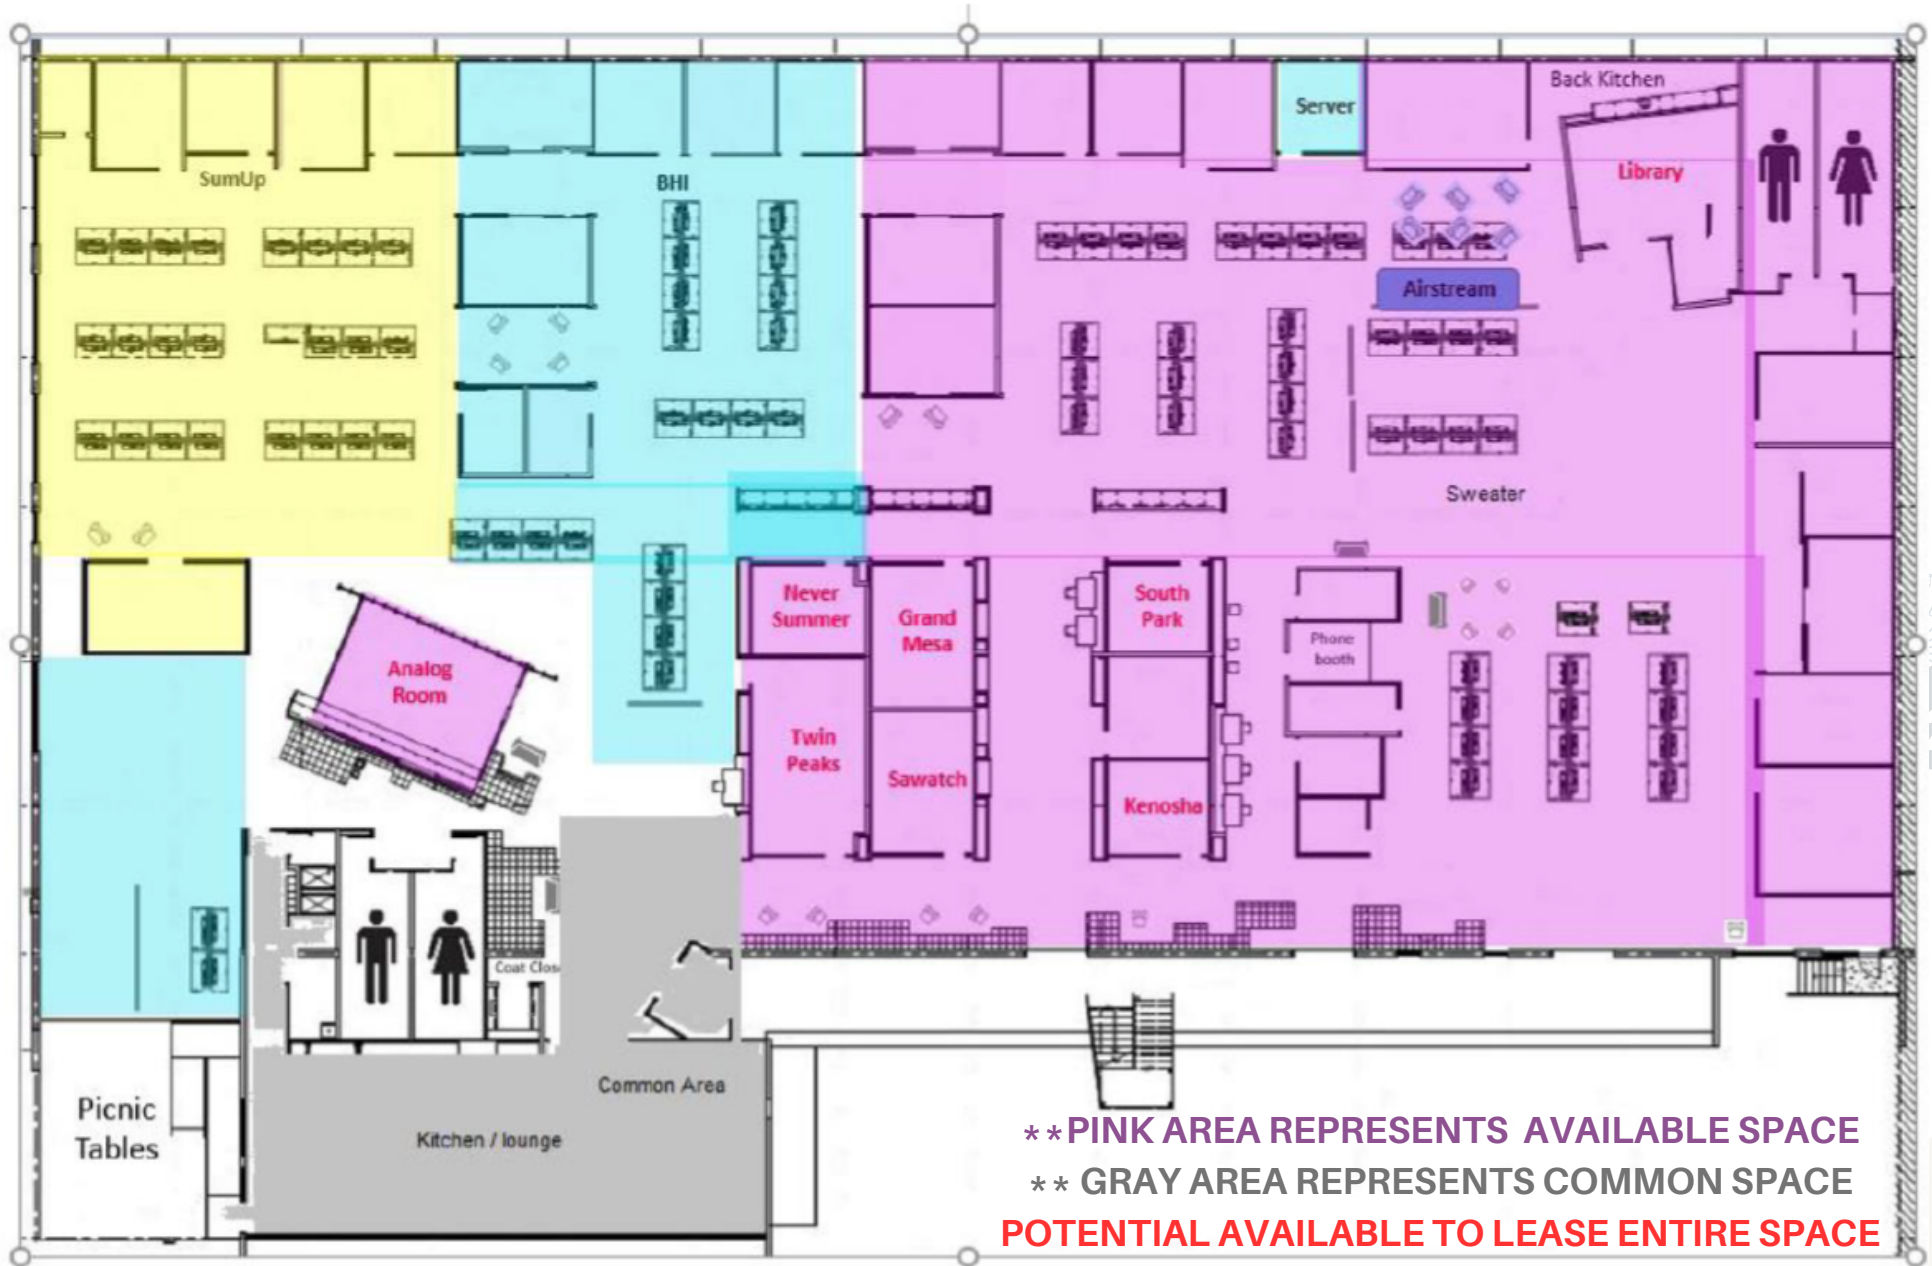 Back Kitchen
Server
Library
SumUp
BHI
Airstream
Sweater
Never
Summer
Grand
Mesa
South
Park
Phone
booth
Analog
Room
Twin
Peaks
Sawatch
Kenosha
Coat Clos
Common Area
Picnic
Tables
Kitchen / lounge
**PINK AREA REPRESENTS AVAILABLE SPACE
** GRAY AREA REPRESENTS COMMON SPACE
POTENTIAL AVAILABLE TO LEASE ENTIRE SPACE